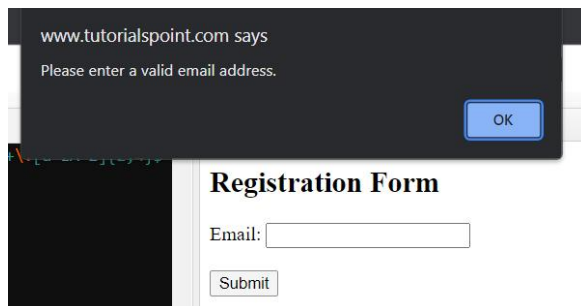 www.tutorialspoint.com says
Please enter a valid email address.
OK
Registration Form
Email:
Submit